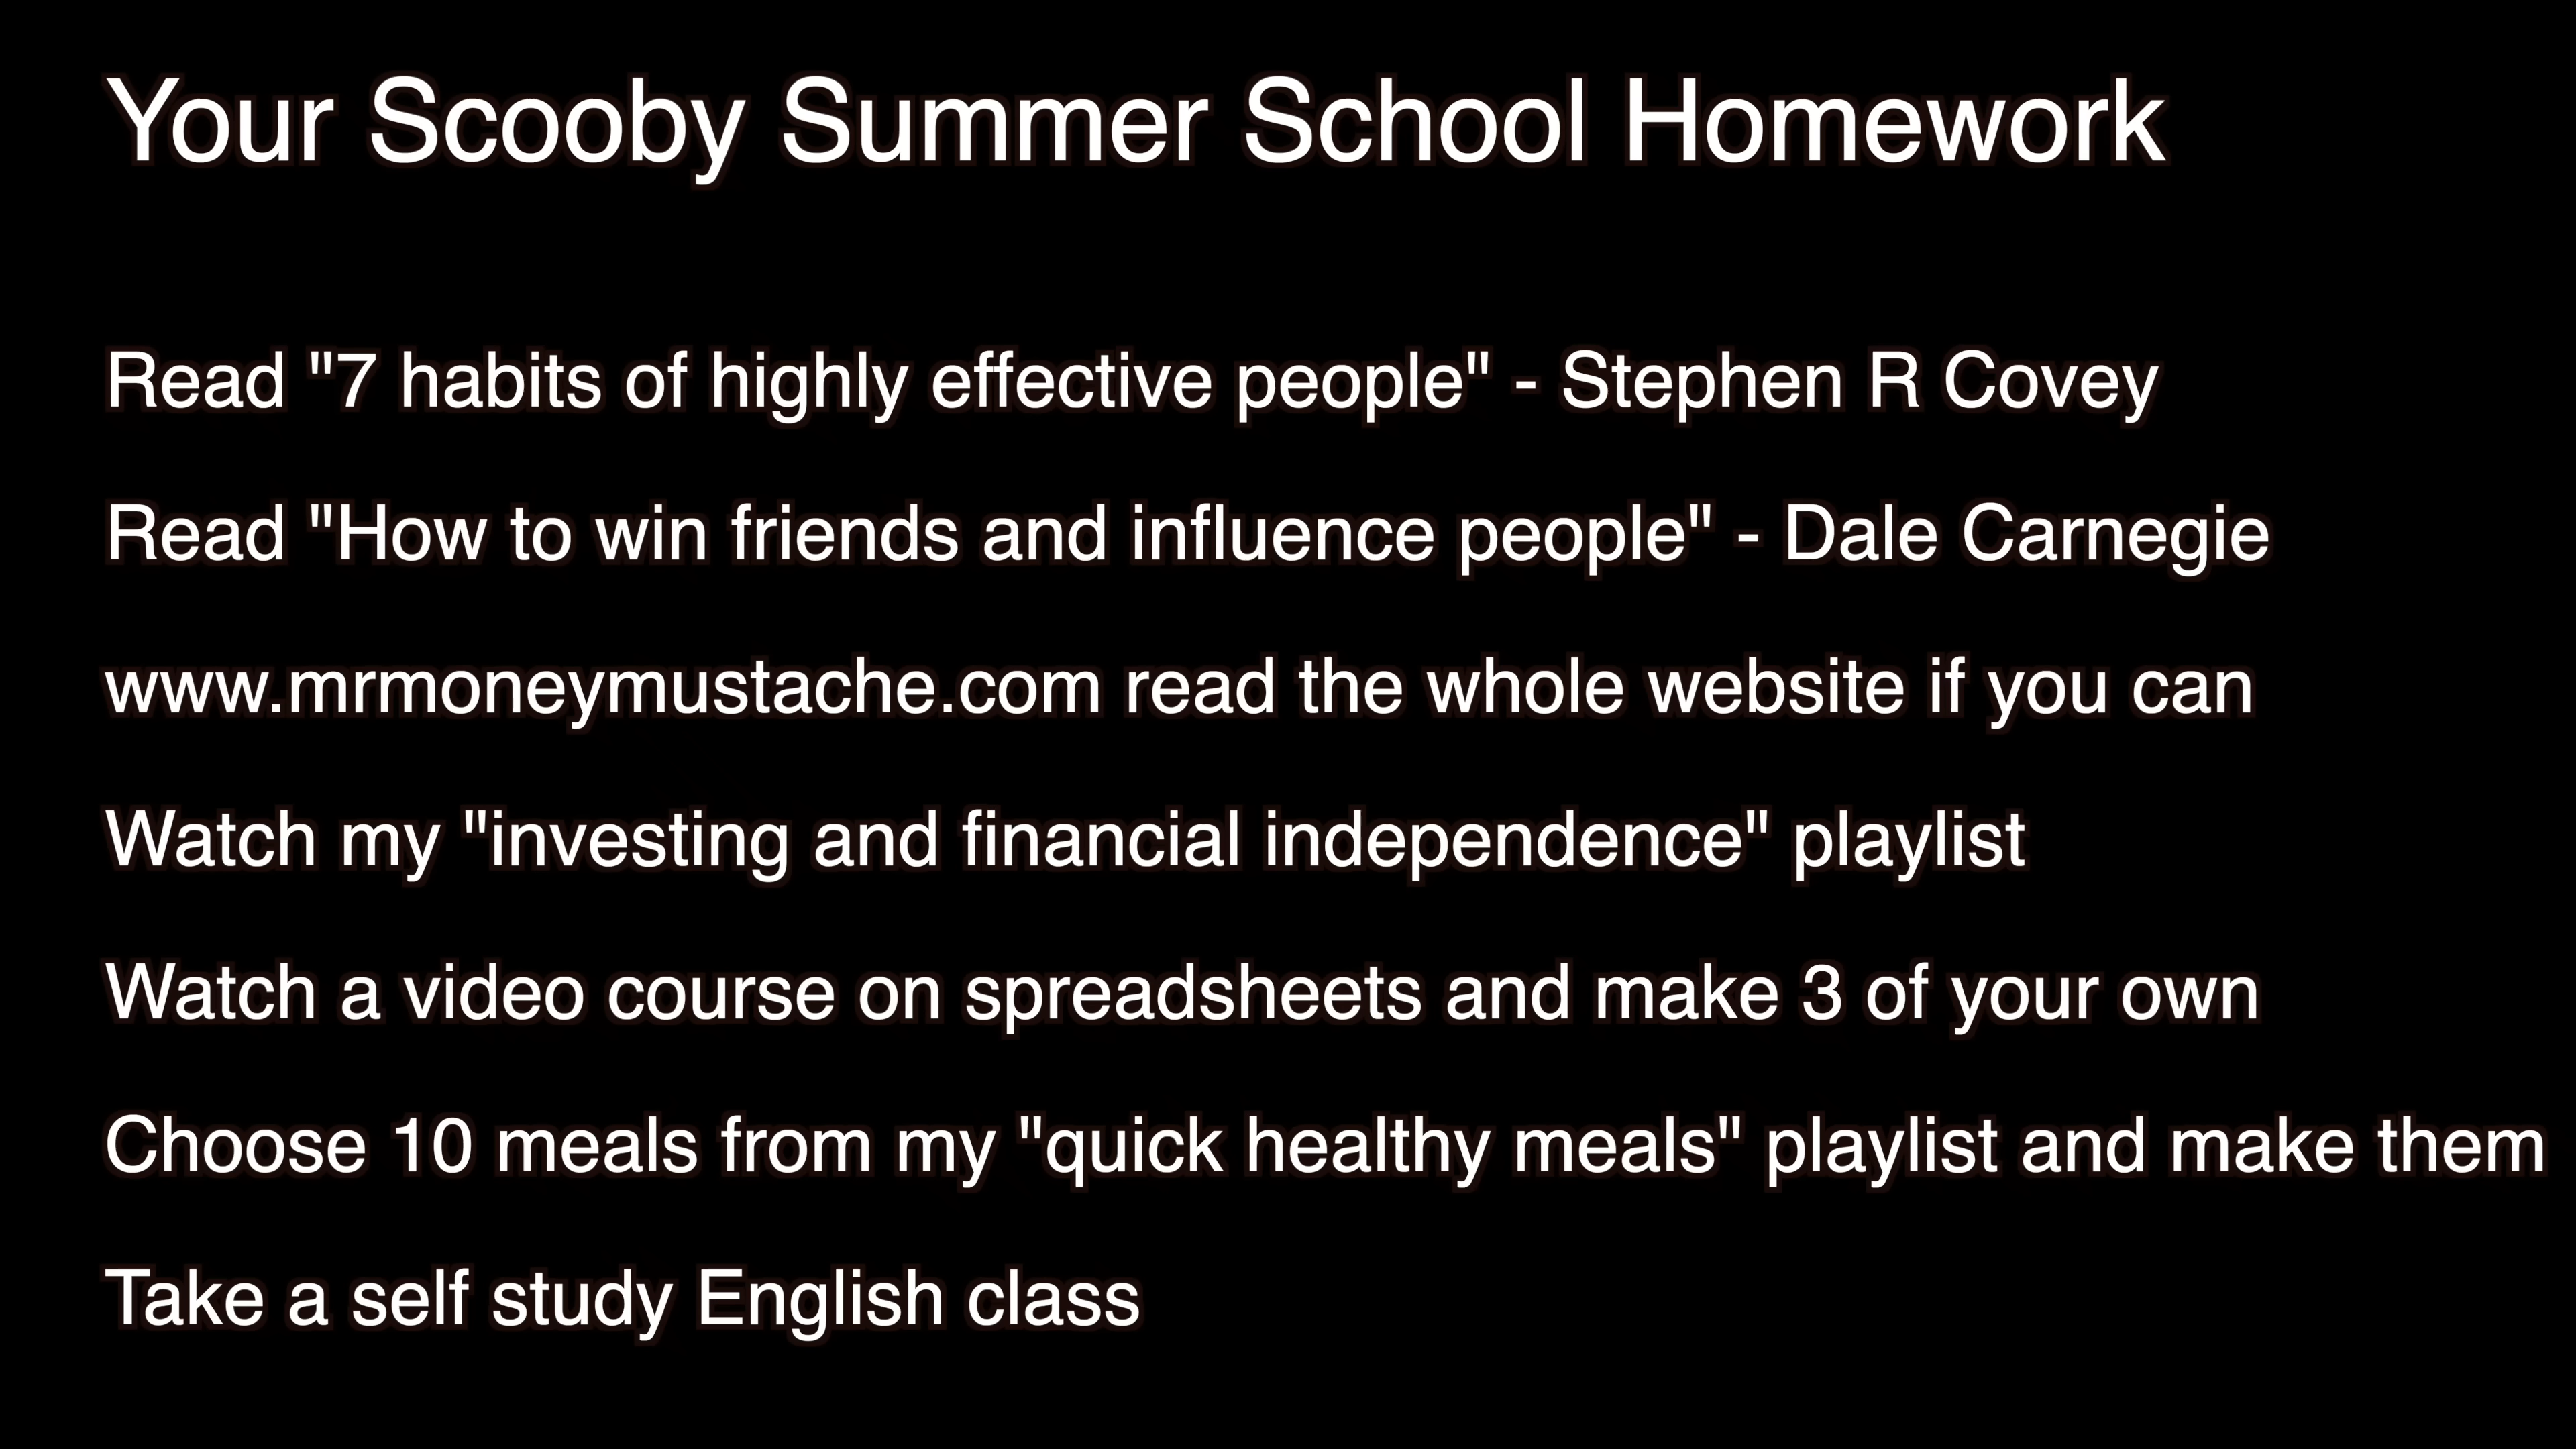 Your Scooby Summer School Homework
Read "7 habits of highly effective people" - Stephen R Covey
Read "How to win friends and influence people" - Dale Carnegie
www.mrmoneymustache.com read the whole website if you can
Watch my "investing and financial independence" playlist
Watch a video course on spreadsheets and make 3 of your own
Choose 10 meals from my "quick healthy meals" playlist and make them
Take a self study English class